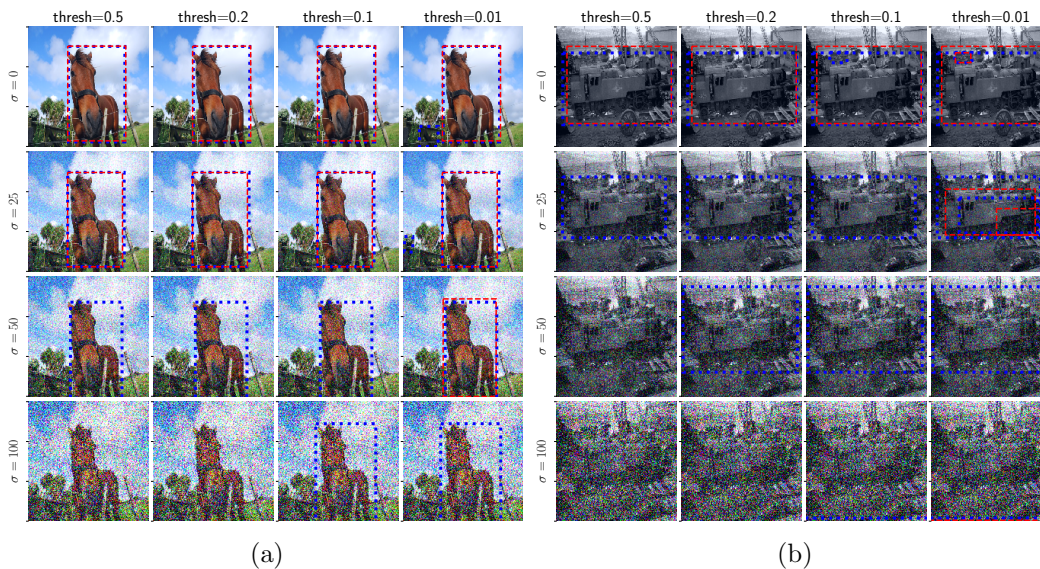 thresh=0.5 thresh=0.2 thresh=0.1 thresh=0.01 thresh=0.5 thresh=0.2 thresh=0.1 thresh=0.01
σ = 0 σ = 0
σ = 25 σ = 25
σ = 50 σ = 50
σ = 100 σ = 100
(a) (b)